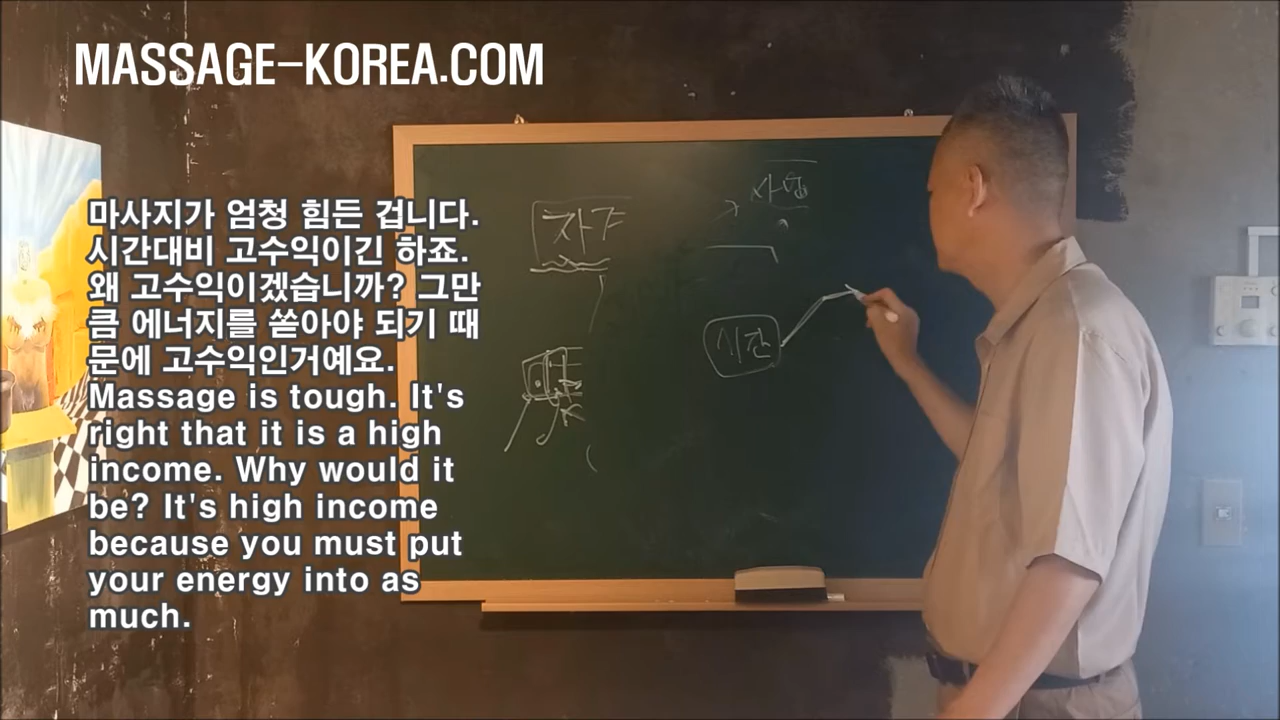 MASSAGE-KOREA.COM
마사지가 엄청 힘든 겁니다.
시간대비 고수익이긴 하죠.
왜 고수익이겠습니까? 그만
큼 에너지를 쏟아야 되기 때
문에 고수익인거예요.
Massage is tough. It's
right that it is a high
income. Why would it
be? It's high income
because you must put
your energy into as
much.
사업
시간